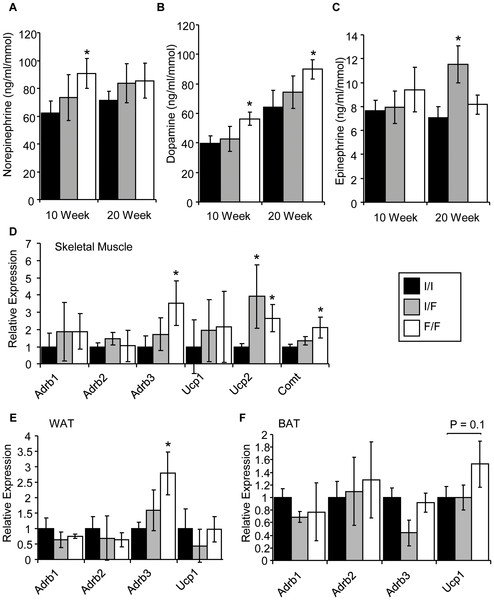 A
Norepinephrine (ng/ml/mmol)
120
100
80
60
40
20
0
*
10 Week 20 Week
B
Dopamine (ng/ml/mmol)
120
100
80
60
40
20
0
*
*
10 Week 20 Week
C
Epinephrine (ng/ml/mmol)
14
12
10
8
6
4
2
0
*
10 Week 20 Week
D Skeletal Muscle
Relative Expression
7
6
5
4
3
2
1
0
*
*
*
*
Adrb1 Adrb2 Adrb3 Ucp1 Ucp2 Comt
I/I
I/F
F/F
E WAT
Relative Expression
4
3.5
3
2.5
2
1.5
1
0.5
0
*
Adrb1 Adrb2 Adrb3 Ucp1
F BAT
Relative Expression
2
1.8
1.6
1.4
1.2
1
0.8
0.6
0.4
0.2
0
P = 0.1
Adrb1 Adrb2 Adrb3 Ucp1